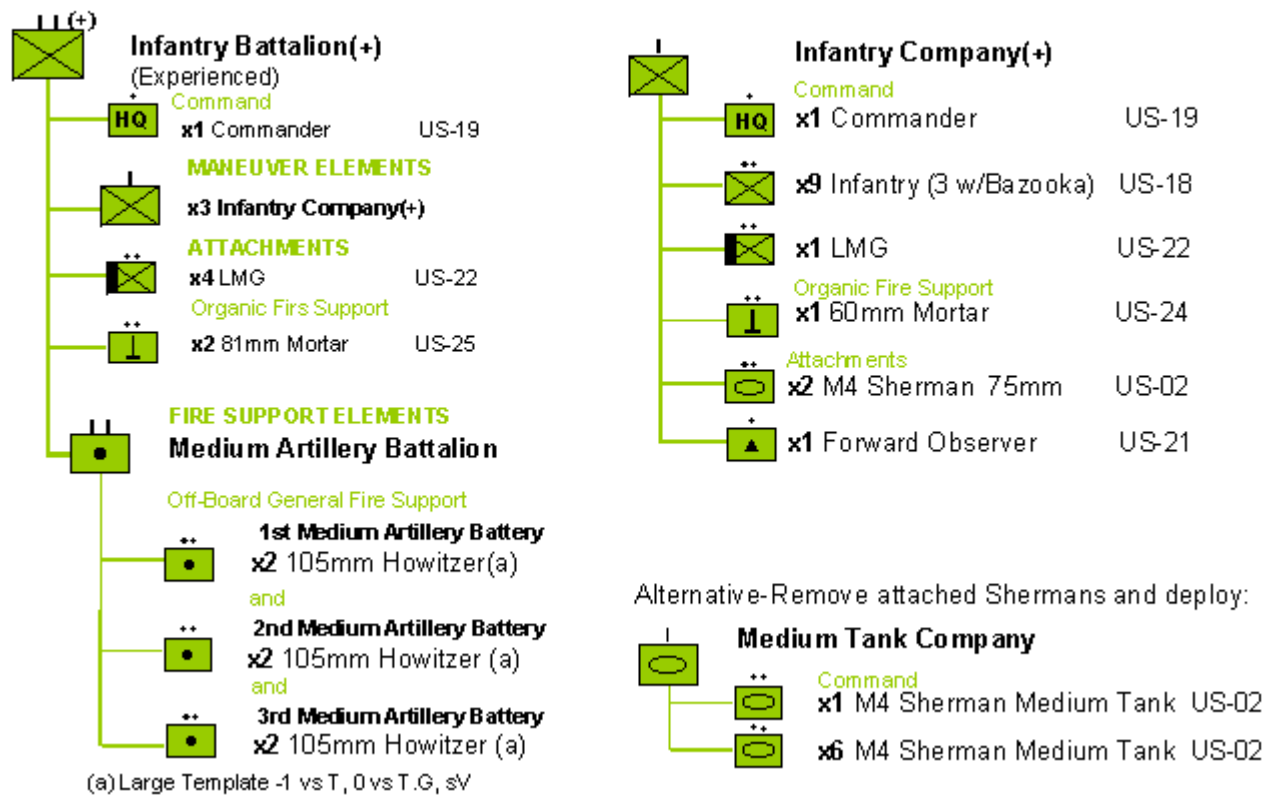 (+)
Infantry Battalion(+)
(Experienced)
Command
HQ
x1 Commander US-19
MANEUVER ELEMENTS
x3 Infantry Company(+)
ATTACHMENTS
x4 LMG US-22
Organic Firs Support
x2 81mm Mortar US-25
FIRE SUPPORT ELEMENTS
Medium Artillery Battalion
Off-Board General Fire Support
1st Medium Artillery Battery
x2 105mm Howitzer(a)
and
2nd Medium Artillery Battery
x2 105mm Howitzer (a)
and
3rd Medium Artillery Battery
x2 105mm Howitzer (a)
(a) Large Template -1 vs T, 0 vs T.G, sV
Infantry Company(+)
Command
HQ
x1 Commander US-19
x9 Infantry (3 w/Bazooka) US-18
x1 LMG US-22
Organic Fire Support
x1 60mm Mortar US-24
Attachments
x2 M4 Sherman 75mm US-02
x1 Forward Observer US-21
Alternative-Remove attached Shermans and deploy:
Medium Tank Company
Command
x1 M4 Sherman Medium Tank US-02
x6 M4 Sherman Medium Tank US-02